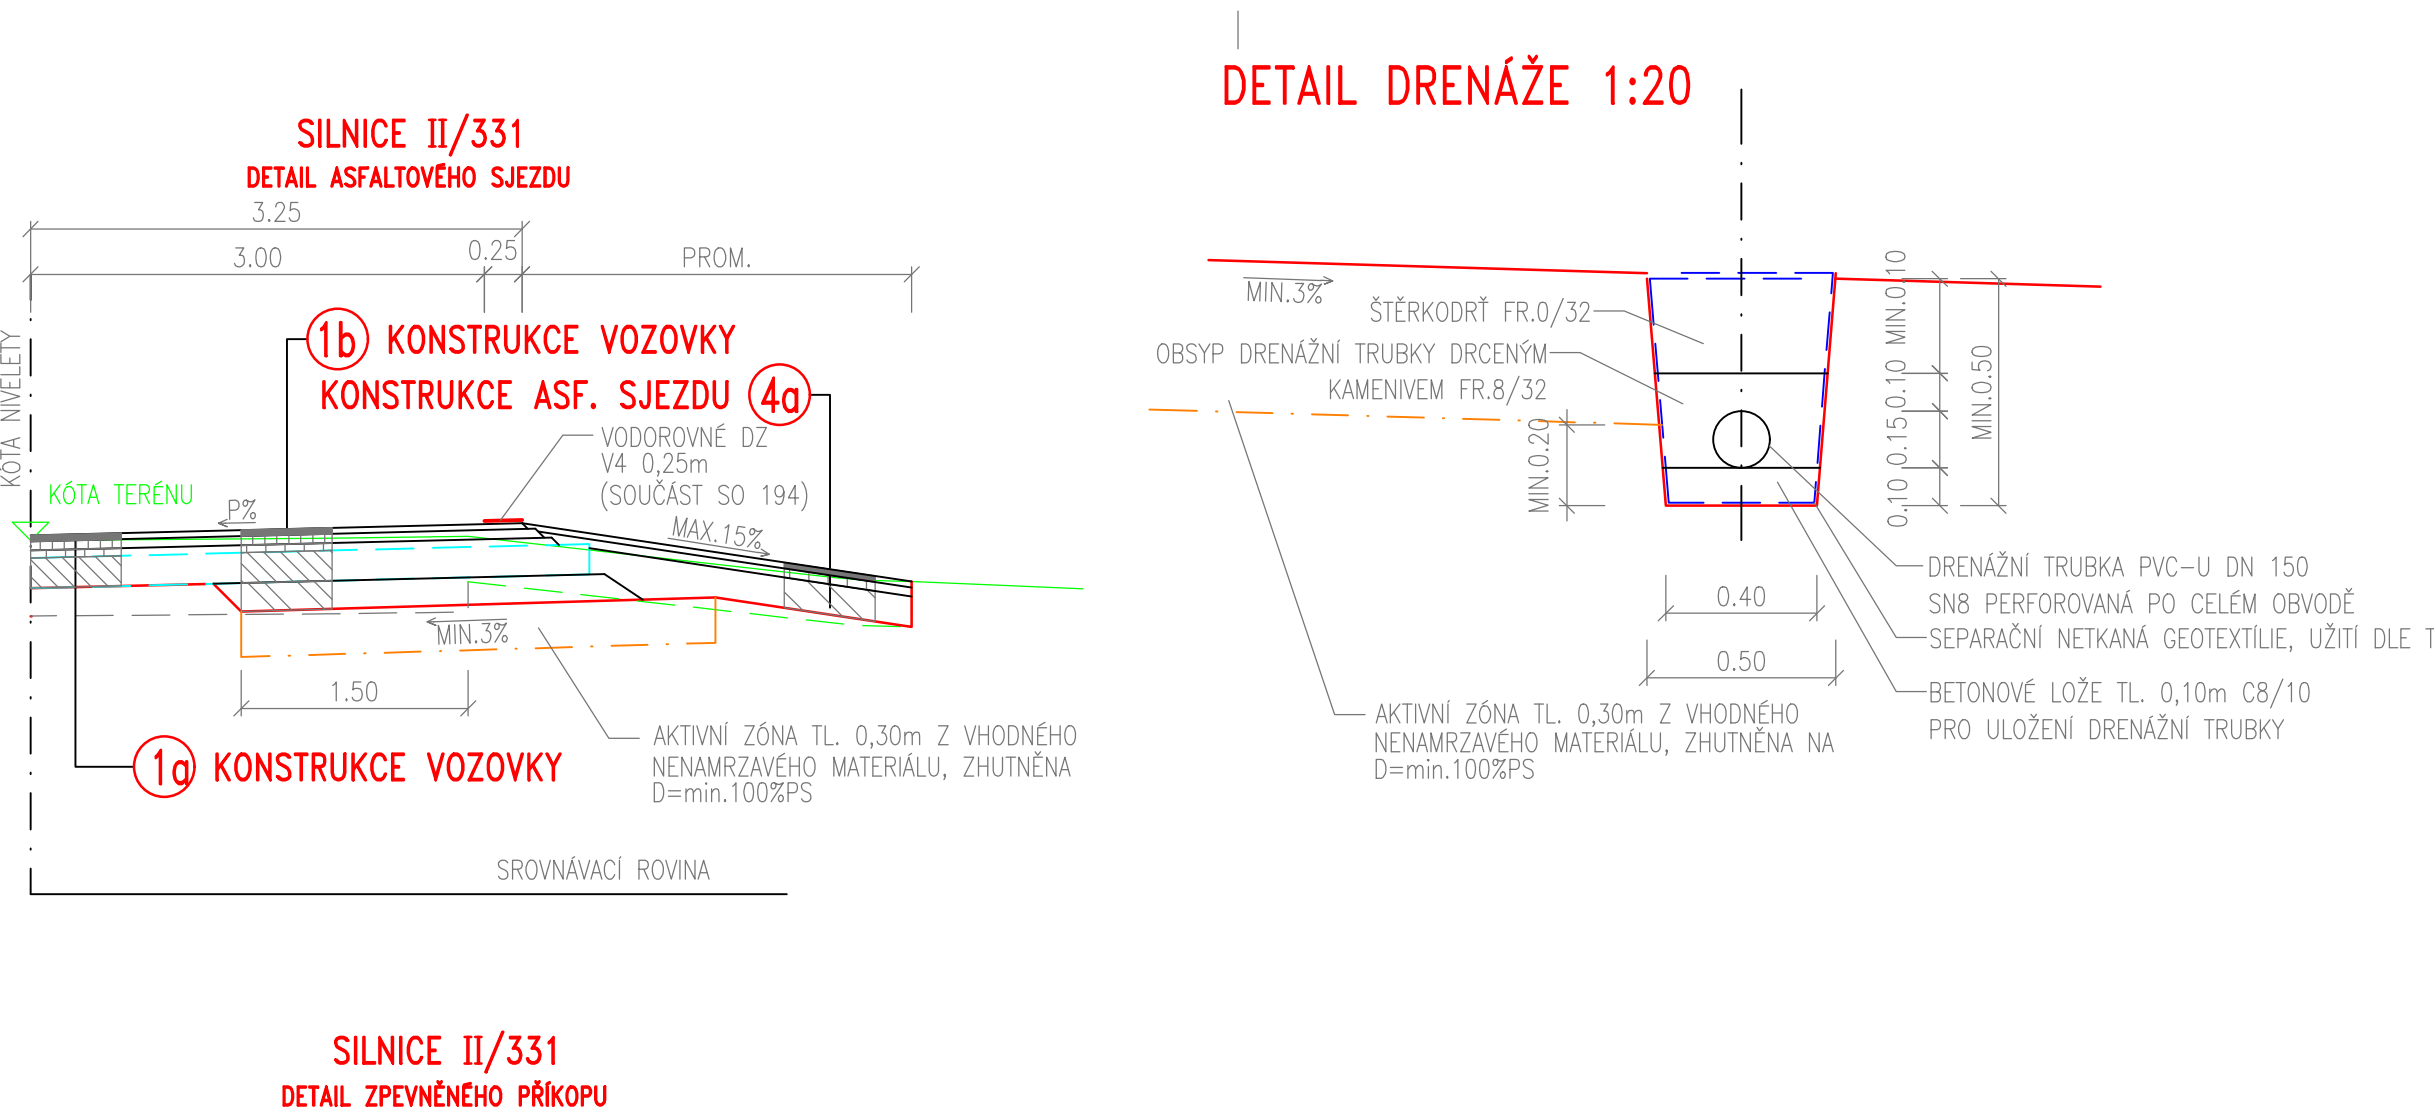 SILNICE II/331
DETAIL ASFALTOVÉHO SJEZDU
3.25
3.00
0.25
PROM.
1b KONSTRUKCE VOZOVKY
KONSTRUKCE ASF. SJEZDU 4a
KÓTA NIVELETY
VODOROVNÉ DZ
V4 0,25m
(SOUČÁST SO 194)
KÓTA TERÉNU
P%
MAX.15%
MIN.3%
1.50
AKTIVNÍ ZÓNA TL. 0,30m Z VHODNÉHO
NENAMRZAVÉHO MATERIÁLU, ZHUTNĚNA
D=min.100%PS
1a KONSTRUKCE VOZOVKY
SROVNÁVACÍ ROVINA
SILNICE II/331
DETAIL ZPEVNĚNÉHO PŘÍKOPU
DETAIL DRENÁŽE 1:20
MIN.3%
ŠTĚRKODRŤ FR.0/32
OBSYP DRENÁŽNÍ TRUBKY DRCENÝM
KAMENIVEM FR.8/32
MIN.0.20
0.10 0.15 0.10 MIN.0.10
MIN.0.50
0.40
0.50
DRENÁŽNÍ TRUBKA PVC-U DN 150
SN8 PERFOROVANÁ PO CELÉM OBVODĚ
SEPARAČNÍ NETKANÁ GEOTEXTÍLIE, UŽITÍ DLE
BETONOVÉ LOŽE TL. 0,10m C8/10
PRO ULOŽENÍ DRENÁŽNÍ TRUBKY
AKTIVNÍ ZÓNA TL. 0,30m Z VHODNÉHO
NENAMRZAVÉHO MATERIÁLU, ZHUTNĚNA NA
D=min.100%PS